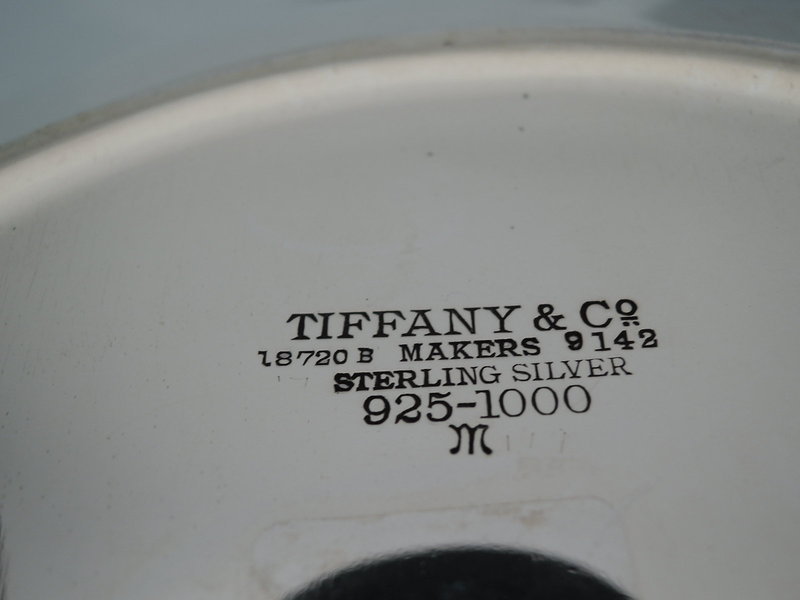 TIFFANY & Cº
18720 B MAKERS 9142
STERLING SILVER
925-1000
M